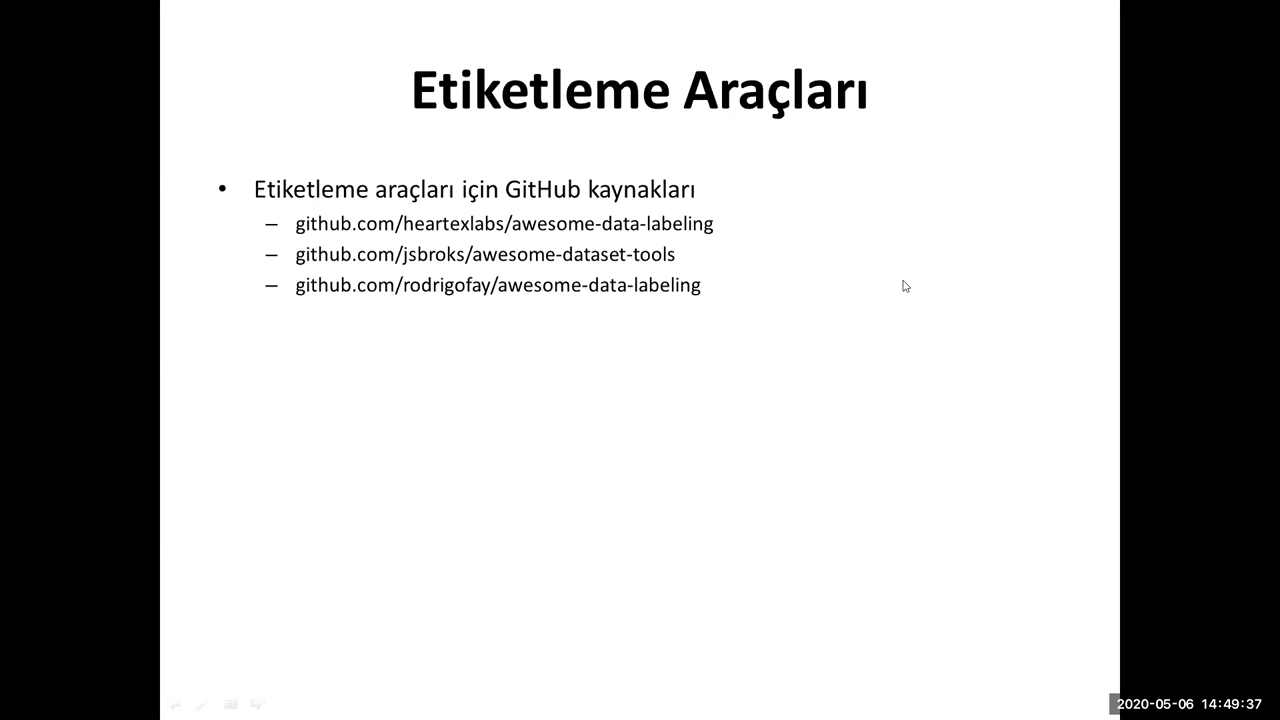 Etiketleme Araçları
• Etiketleme araçları için GitHub kaynakları
– github.com/heartexlabs/awesome-data-labeling
– github.com/jsbroks/awesome-dataset-tools
– github.com/rodrigofay/awesome-data-labeling
2020-05-06 14:49:37